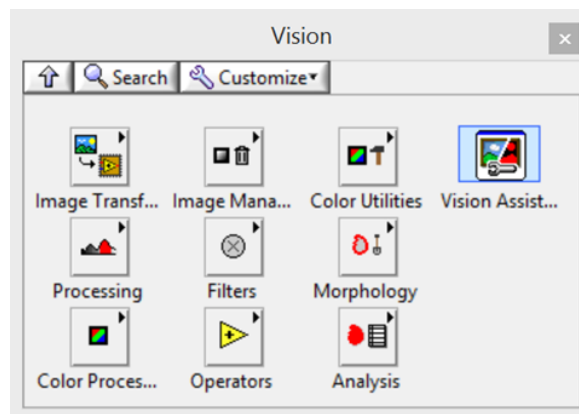 Vision
Search Customize
Image Transf... Image Mana... Color Utilities Vision Assist...
Processing Filters Morphology
Color Proces... Operators Analysis